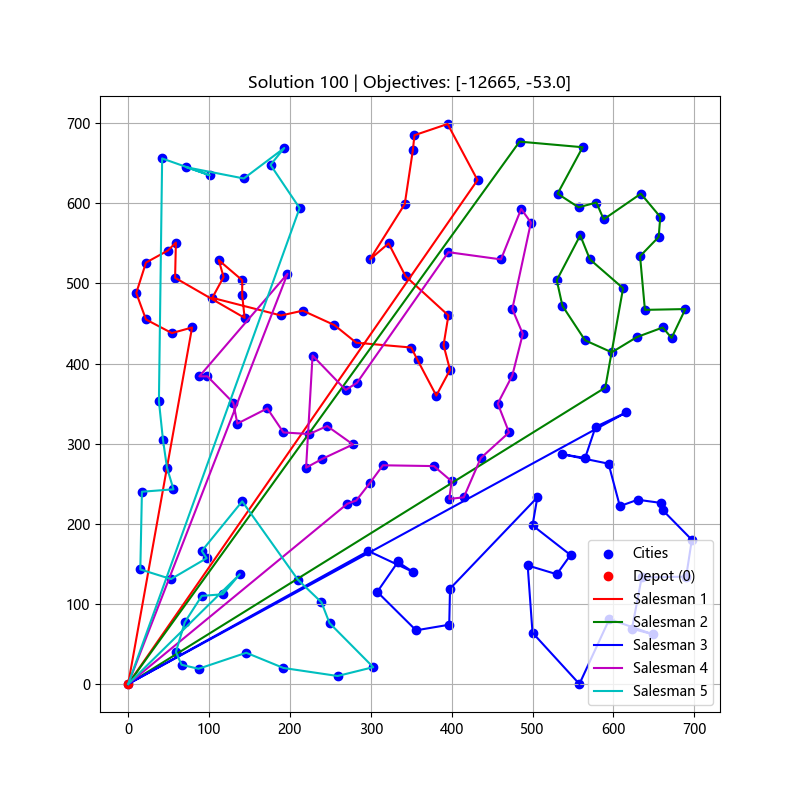 Solution 100 | Objectives: [-12665, -53.0]
700
600
500
400
300
200
100
0
0 100 200 300 400 500 600 700
Cities
Depot (0)
Salesman 1
Salesman 2
Salesman 3
Salesman 4
Salesman 5